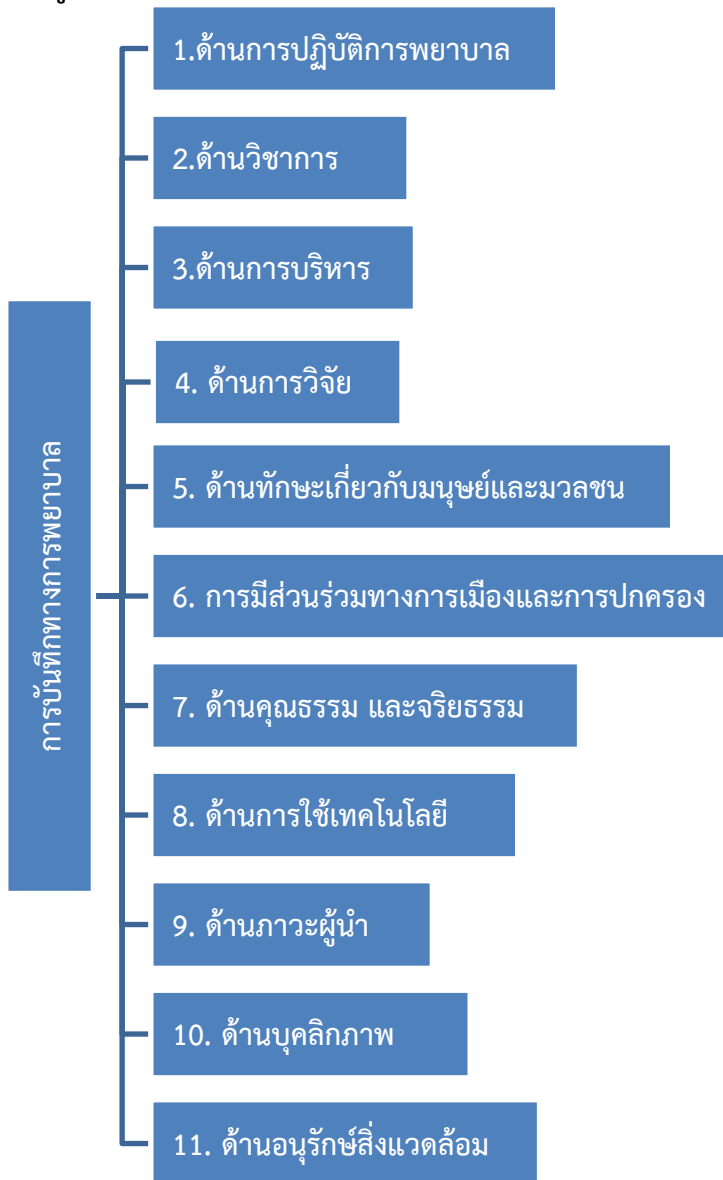 1.ด้านการปฏิบัติการพยาบาล
2.ด้านวิชาการ
3.ด้านการบริหาร
4. ด้านการวิจัย
5. ด้านทักษะเกี่ยวกับมนุษย์และมวลชน
การบันทึกทางการพยาบาล
6. การมีส่วนร่วมทางการเมืองและการปกครอง
7. ด้านคุณธรรม และจริยธรรม
8. ด้านการใช้เทคโนโลยี
9. ด้านภาวะผู้นำ
10. ด้านบุคลิกภาพ
11. ด้านอนุรักษ์สิ่งแวดล้อม